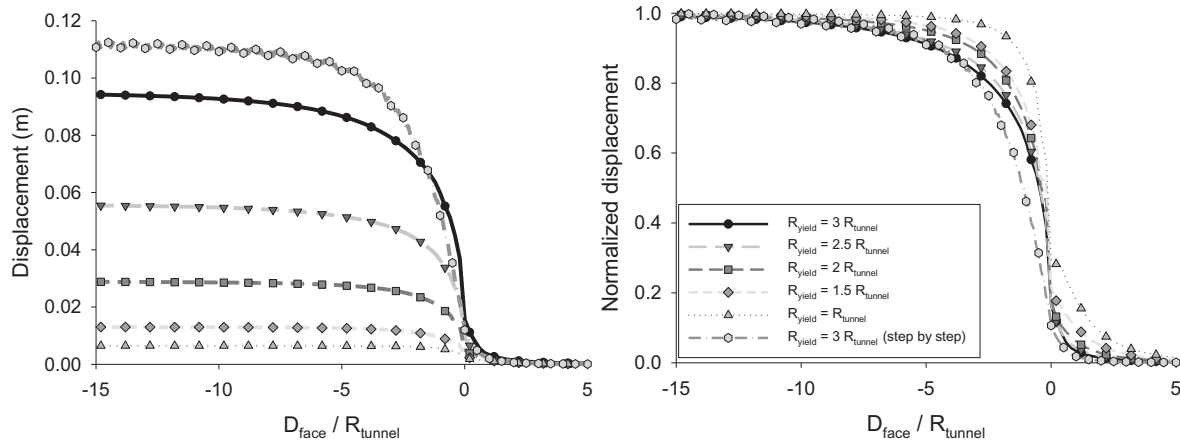 0.12
0.10
0.08
0.06
0.04
0.02
0.00
Displacement (m)
-15 -10 -5 0 5
D_face / R_tunnel
1.0
0.8
0.6
0.4
0.2
0.0
Normalized displacement
R_yield = 3 R_tunnel
R_yield = 2.5 R_tunnel
R_yield = 2 R_tunnel
R_yield = 1.5 R_tunnel
R_yield = R_tunnel
R_yield = 3 R_tunnel (step by step)
-15 -10 -5 0 5
D_face / R_tunnel